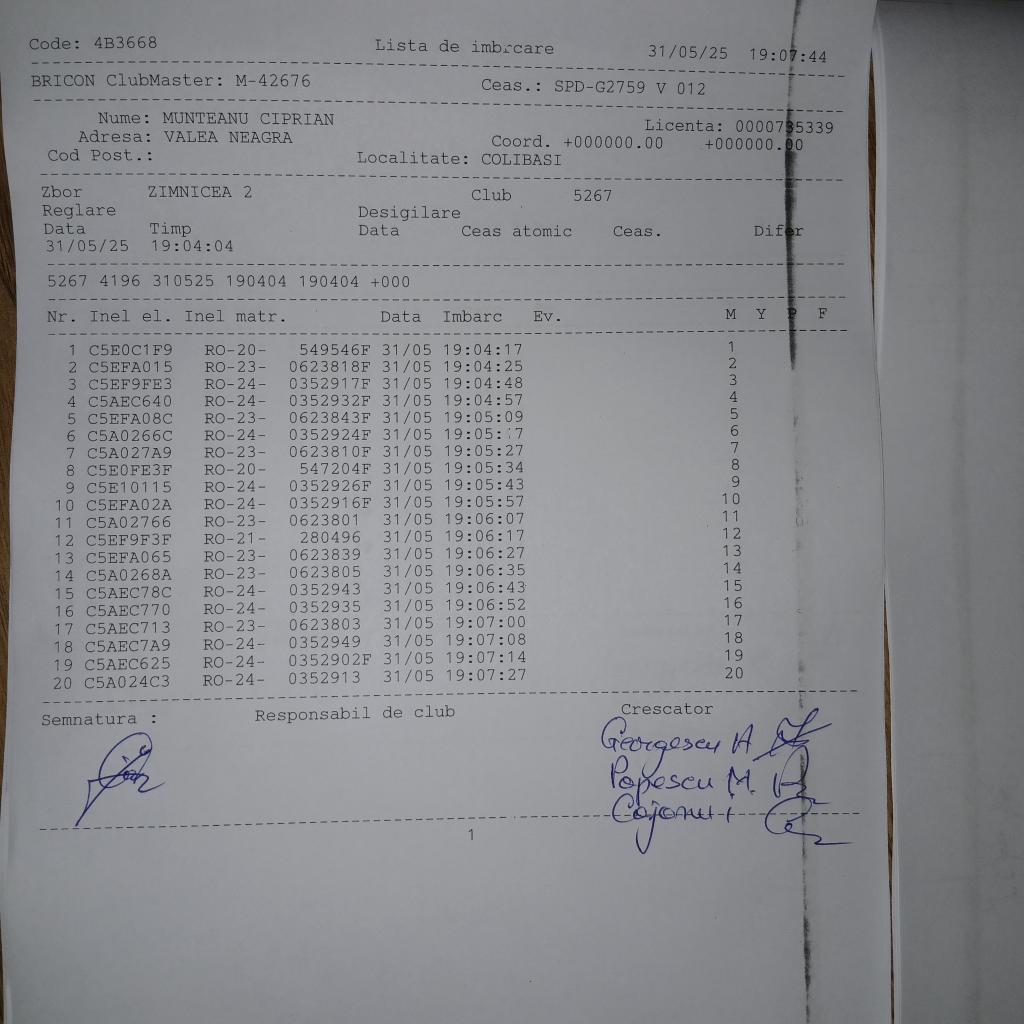 Code: 4B3668 Lista de imbrcare 31/05/25 19:07:44
BRICON ClubMaster: M-42676 Ceas.: SPD-G2759 V 012
Nume: MUNTEANU CIPRIAN Licenta: 0000735339
Adresa: VALEA NEAGRA Coord. +000000.00 +000000.00
Cod Post.: Localitate: COLIBASI
Zbor ZIMNICEA 2 Club 5267
Reglare Desigilare
Data Timp Data Ceas atomic Ceas. Difer
31/05/25 19:04:04
5267 4196 310525 190404 190404 +000
Nr. Inel el. Inel matr. Data Imbarc Ev. M Y P F
1 C5E0C1F9 RO-20- 549546F 31/05 19:04:17 1
2 C5EFA015 RO-23- 0623818F 31/05 19:04:25 2
3 C5EF9FE3 RO-24- 0352917F 31/05 19:04:48 3
4 C5AEC640 RO-24- 0352932F 31/05 19:04:57 4
5 C5EFA08C RO-23- 0623843F 31/05 19:05:09 5
6 C5A0266C RO-24- 0352924F 31/05 6
7 C5A027A9 RO-23- 0623810F 31/05 19:05:27 7
8 C5E0FE3F RO-20- 547204F 31/05 19:05:34 8
9 C5E10115 RO-24- 0352926F 31/05 19:05:43 9
10 C5EFA02A RO-24- 0352916F 31/05 19:05:57 10
11 C5A02766 RO-23- 0623801 31/05 19:06:07 11
12 C5EF9F3F RO-21- 280496 31/05 19:06:17 12
13 C5EFA065 RO-23- 0623839 31/05 19:06:27 13
14 C5A0268A RO-23- 0623805 31/05 19:06:35 14
15 C5AEC78C RO-24- 0352943 31/05 19:06:43 15
16 C5AEC770 RO-24- 0352935 31/05 19:06:52 16
17 C5AEC713 RO-23- 0623803 31/05 19:07:00 17
18 C5AEC7A9 RO-24- 0352949 31/05 19:07:08 18
19 C5AEC625 RO-24- 0352902F 31/05 19:07:14 19
20 C5A024C3 RO-24- 0352913 31/05 19:07:27 20
Semnatura : Responsabil de club Crescator
Georgescu A
Popescu M.
1